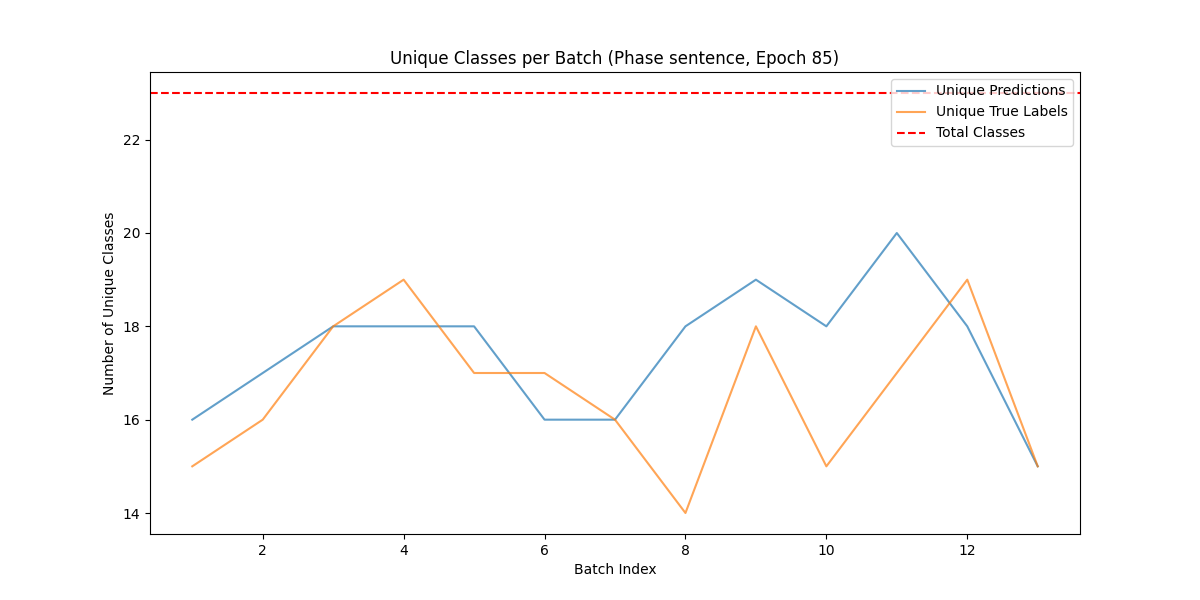 Unique Classes per Batch (Phase sentence, Epoch 85)
Unique Predictions
Unique True Labels
Total Classes
Number of Unique Classes
22
20
18
16
14
2 4 6 8 10 12
Batch Index